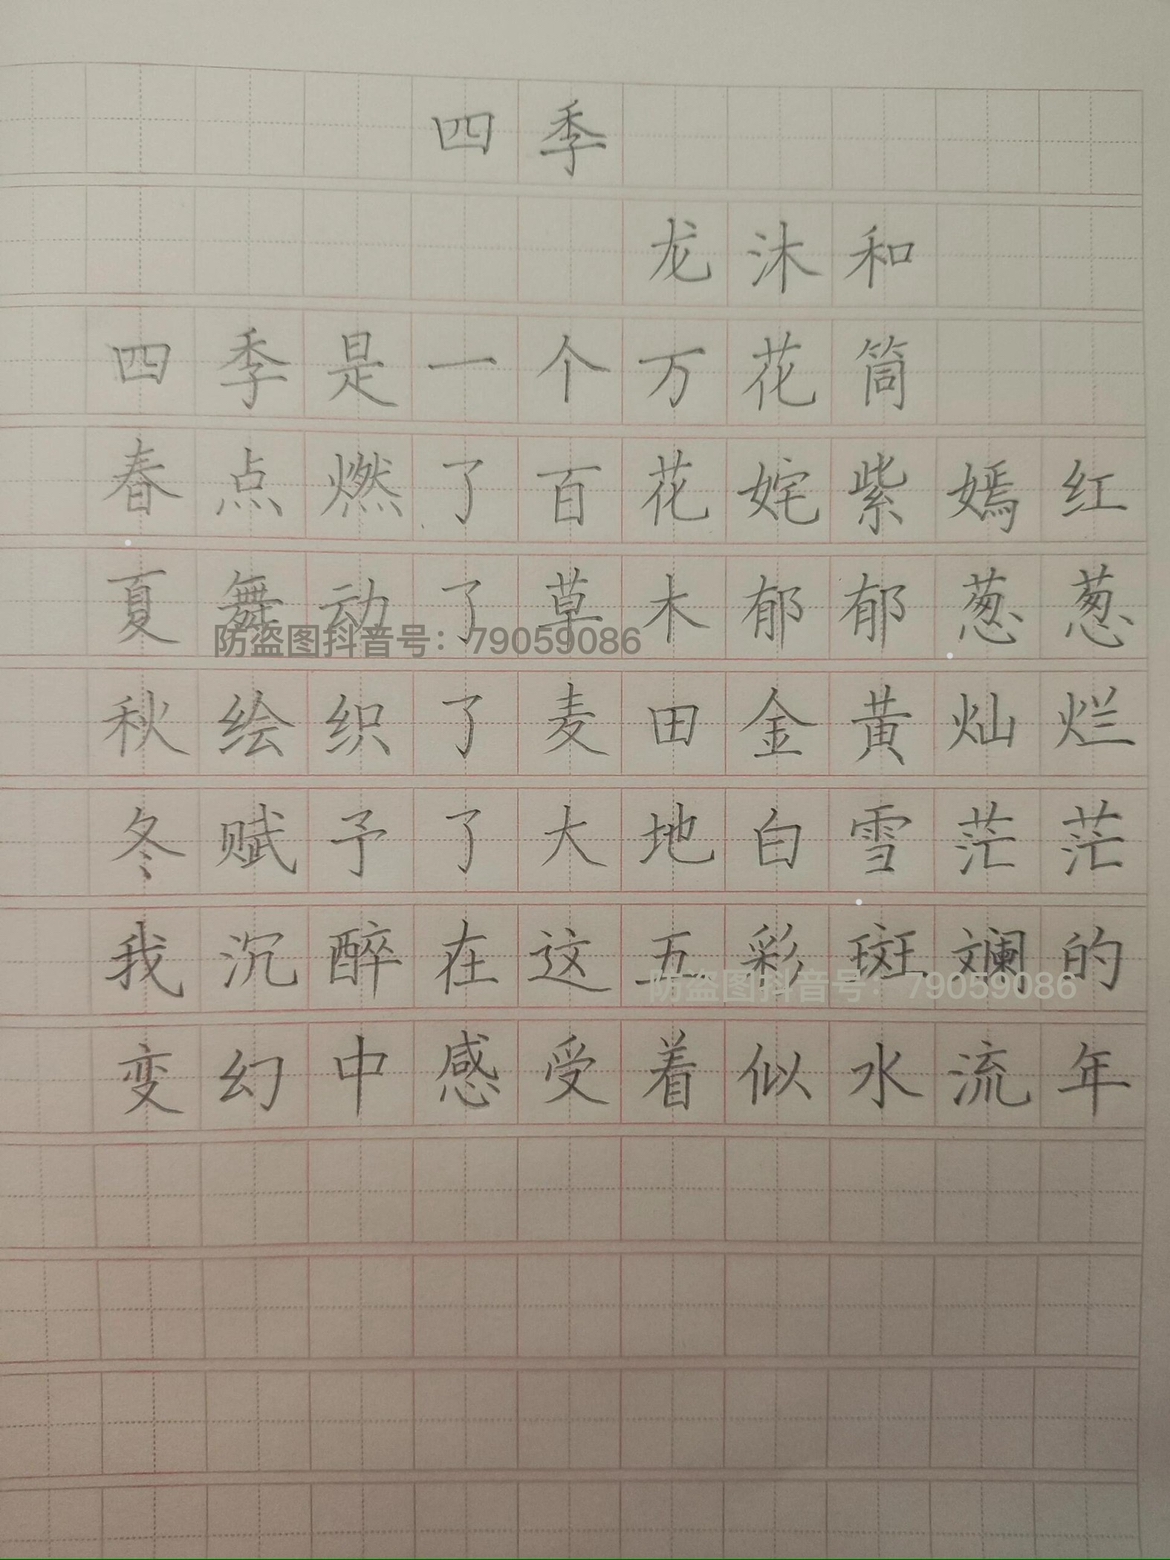 四季
龙沐和
四季是一个万花筒
春点燃了百花姹紫嫣红
夏舞动了草木郁郁葱葱
防盗图抖音号：79059086
秋绘织了麦田金黄灿烂
冬赋予了大地白雪茫茫
我沉醉在这五彩斑斓的
防盗图抖音号：79059086
变幻中感受着似水流年